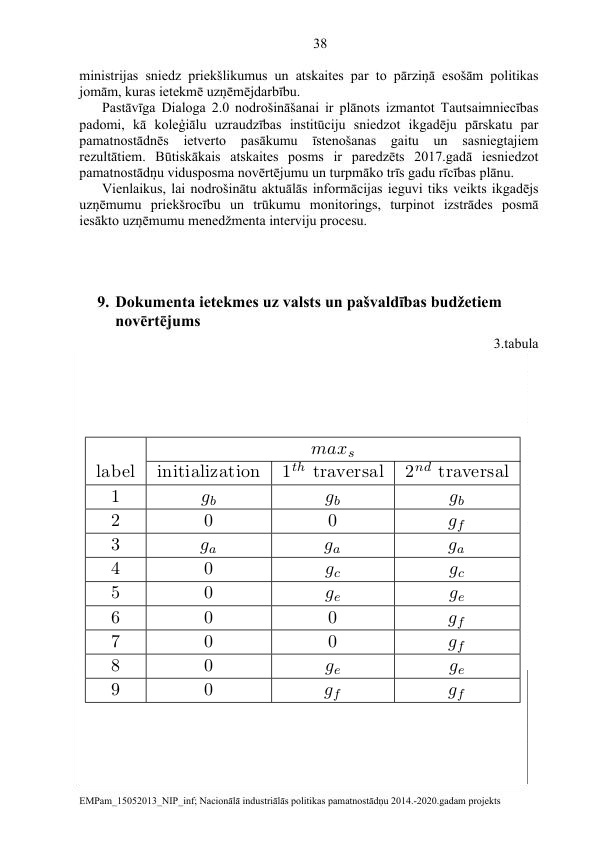 38
ministrijas sniedz priekšlikumus un atskaites par to pārziņā esošām politikas
jomām, kuras ietekmē uzņēmējdarbību.
Pastāvīga Dialoga 2.0 nodrošināšanai ir plānots izmantot Tautsaimniecības
padomi, kā koleģiālu uzraudzības institūciju sniedzot ikgadēju pārskatu par
pamatnostādnēs ietverto pasākumu īstenošanas gaitu un sasniegtajiem
rezultātiem. Būtiskākais atskaites posms ir paredzēts 2017.gadā iesniedzot
pamatnostādņu vidusposma novērtējumu un turpmāko trīs gadu rīcības plānu.
Vienlaikus, lai nodrošinātu aktuālās informācijas ieguvi tiks veikts ikgadējs
uzņēmumu priekšrocību un trūkumu monitorings, turpinot izstrādes posmā
iesākto uzņēmumu menedžmenta interviju procesu.
9. Dokumenta ietekmes uz valsts un pašvaldības budžetiem
novērtējums
3.tabula
max_s
label initialization 1^th traversal 2^nd traversal
1 g_b g_b g_b
2 0 0 g_f
3 g_a g_a g_a
4 0 g_c g_c
5 0 g_e g_e
6 0 0 g_f
7 0 0 g_f
8 0 g_e g_e
9 0 g_f g_f
EMPam_15052013_NIP_inf; Nacionālā industriālās politikas pamatnostādņu 2014.-2020.gadam projekts